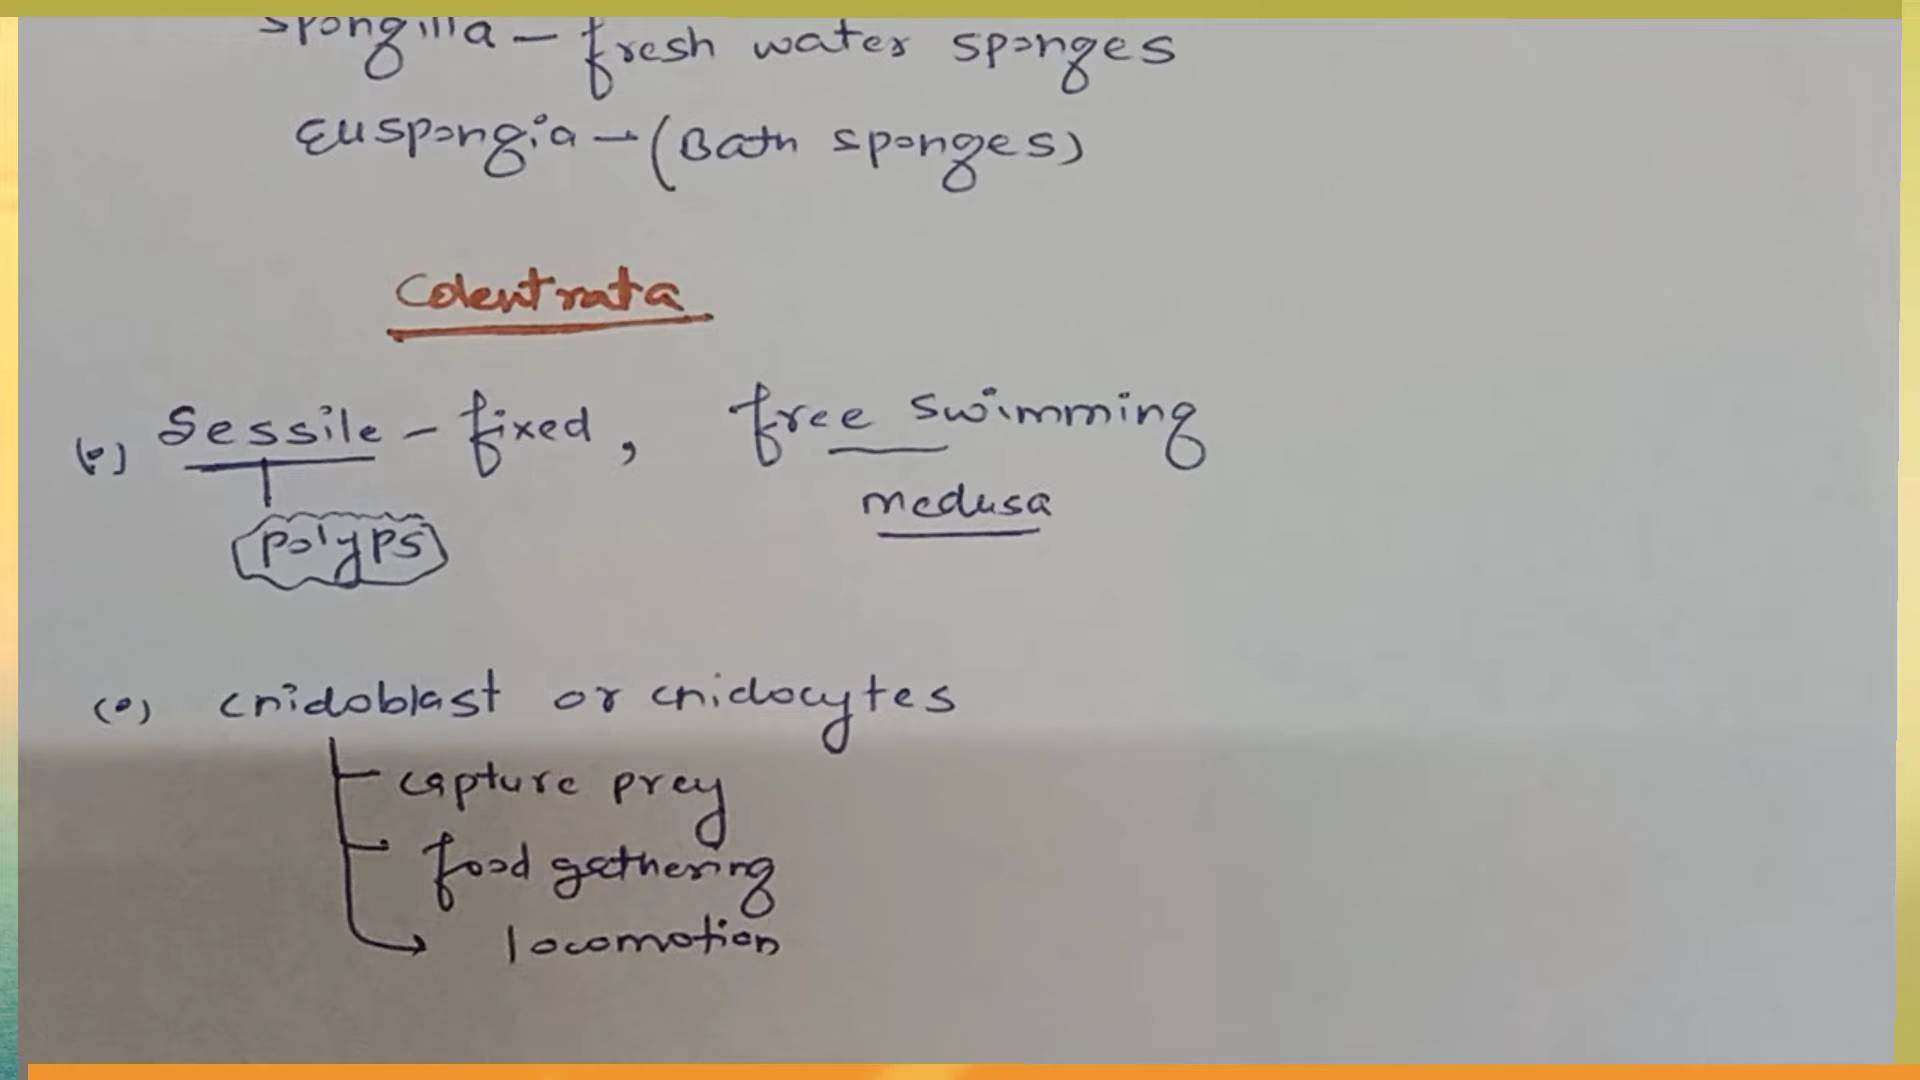 spongilla – fresh water sponges
Euspongia – (Bath sponges)
Colentrata
(•) Sessile – fixed, free swimming
polyps
medusa
(•) cnidoblast or cnidocytes
capture prey
food gathering
locomotion